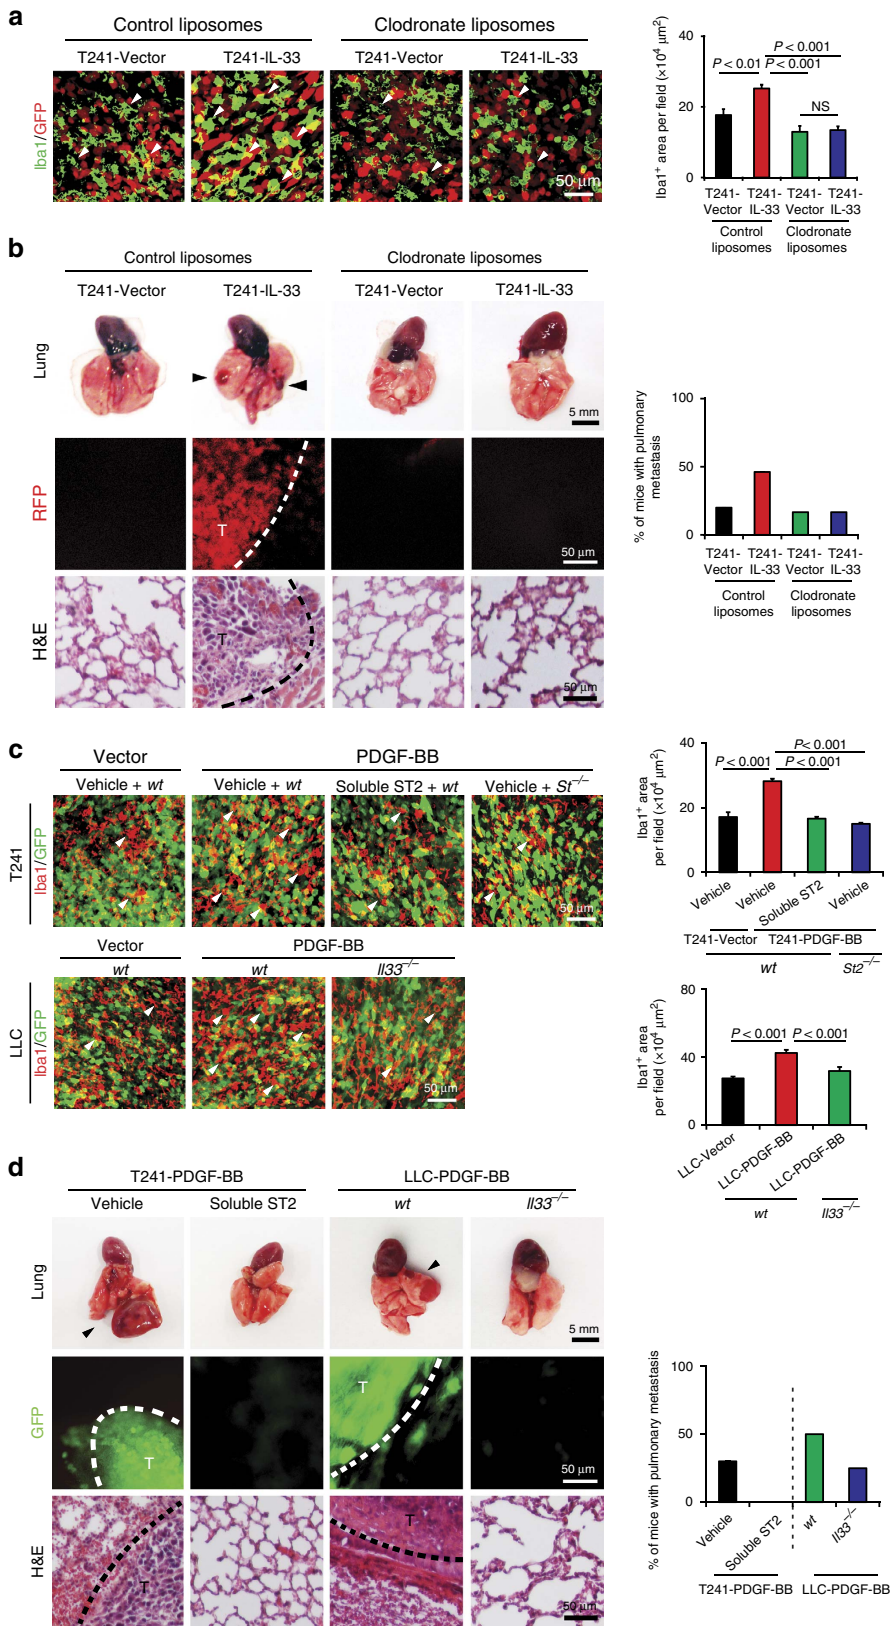 a
Control liposomes
Clodronate liposomes
T241-Vector
T241-IL-33
T241-Vector
T241-IL-33
Iba1/GFP
50 µm
Iba1+ area per field (×10⁴ µm²)
40
20
0
P < 0.001
P < 0.01
P < 0.001
NS
T241-Vector
T241-IL-33
T241-Vector
T241-IL-33
Control liposomes
Clodronate liposomes
b
Control liposomes
Clodronate liposomes
T241-Vector
T241-IL-33
T241-Vector
T241-IL-33
Lung
5 mm
RFP
T
50 µm
H&E
T
50 µm
% of mice with pulmonary metastasis
100
50
0
T241-Vector
T241-IL-33
T241-Vector
T241-IL-33
Control liposomes
Clodronate liposomes
c
Vector
PDGF-BB
Vehicle + wt
Vehicle + wt
Soluble ST2 + wt
Vehicle + St−/−
T241
Iba1/GFP
50 µm
Iba1+ area per field (×10⁴ µm²)
40
20
0
P < 0.001
P < 0.001
P < 0.001
Vehicle
Vehicle
Soluble ST2
Vehicle
T241-Vector
T241-PDGF-BB
wt
St2−/−
Vector
PDGF-BB
wt
wt
Il33−/−
LLC
Iba1/GFP
50 µm
Iba1+ area per field (×10⁴ µm²)
80
40
0
P < 0.001
P < 0.001
LLC-Vector
LLC-PDGF-BB
LLC-PDGF-BB
wt
Il33−/−
d
T241-PDGF-BB
LLC-PDGF-BB
Vehicle
Soluble ST2
wt
Il33−/−
Lung
5 mm
GFP
T
T
50 µm
H&E
T
T
50 µm
% of mice with pulmonary metastasis
100
50
0
Vehicle
Soluble ST2
wt
Il33−/−
T241-PDGF-BB
LLC-PDGF-BB